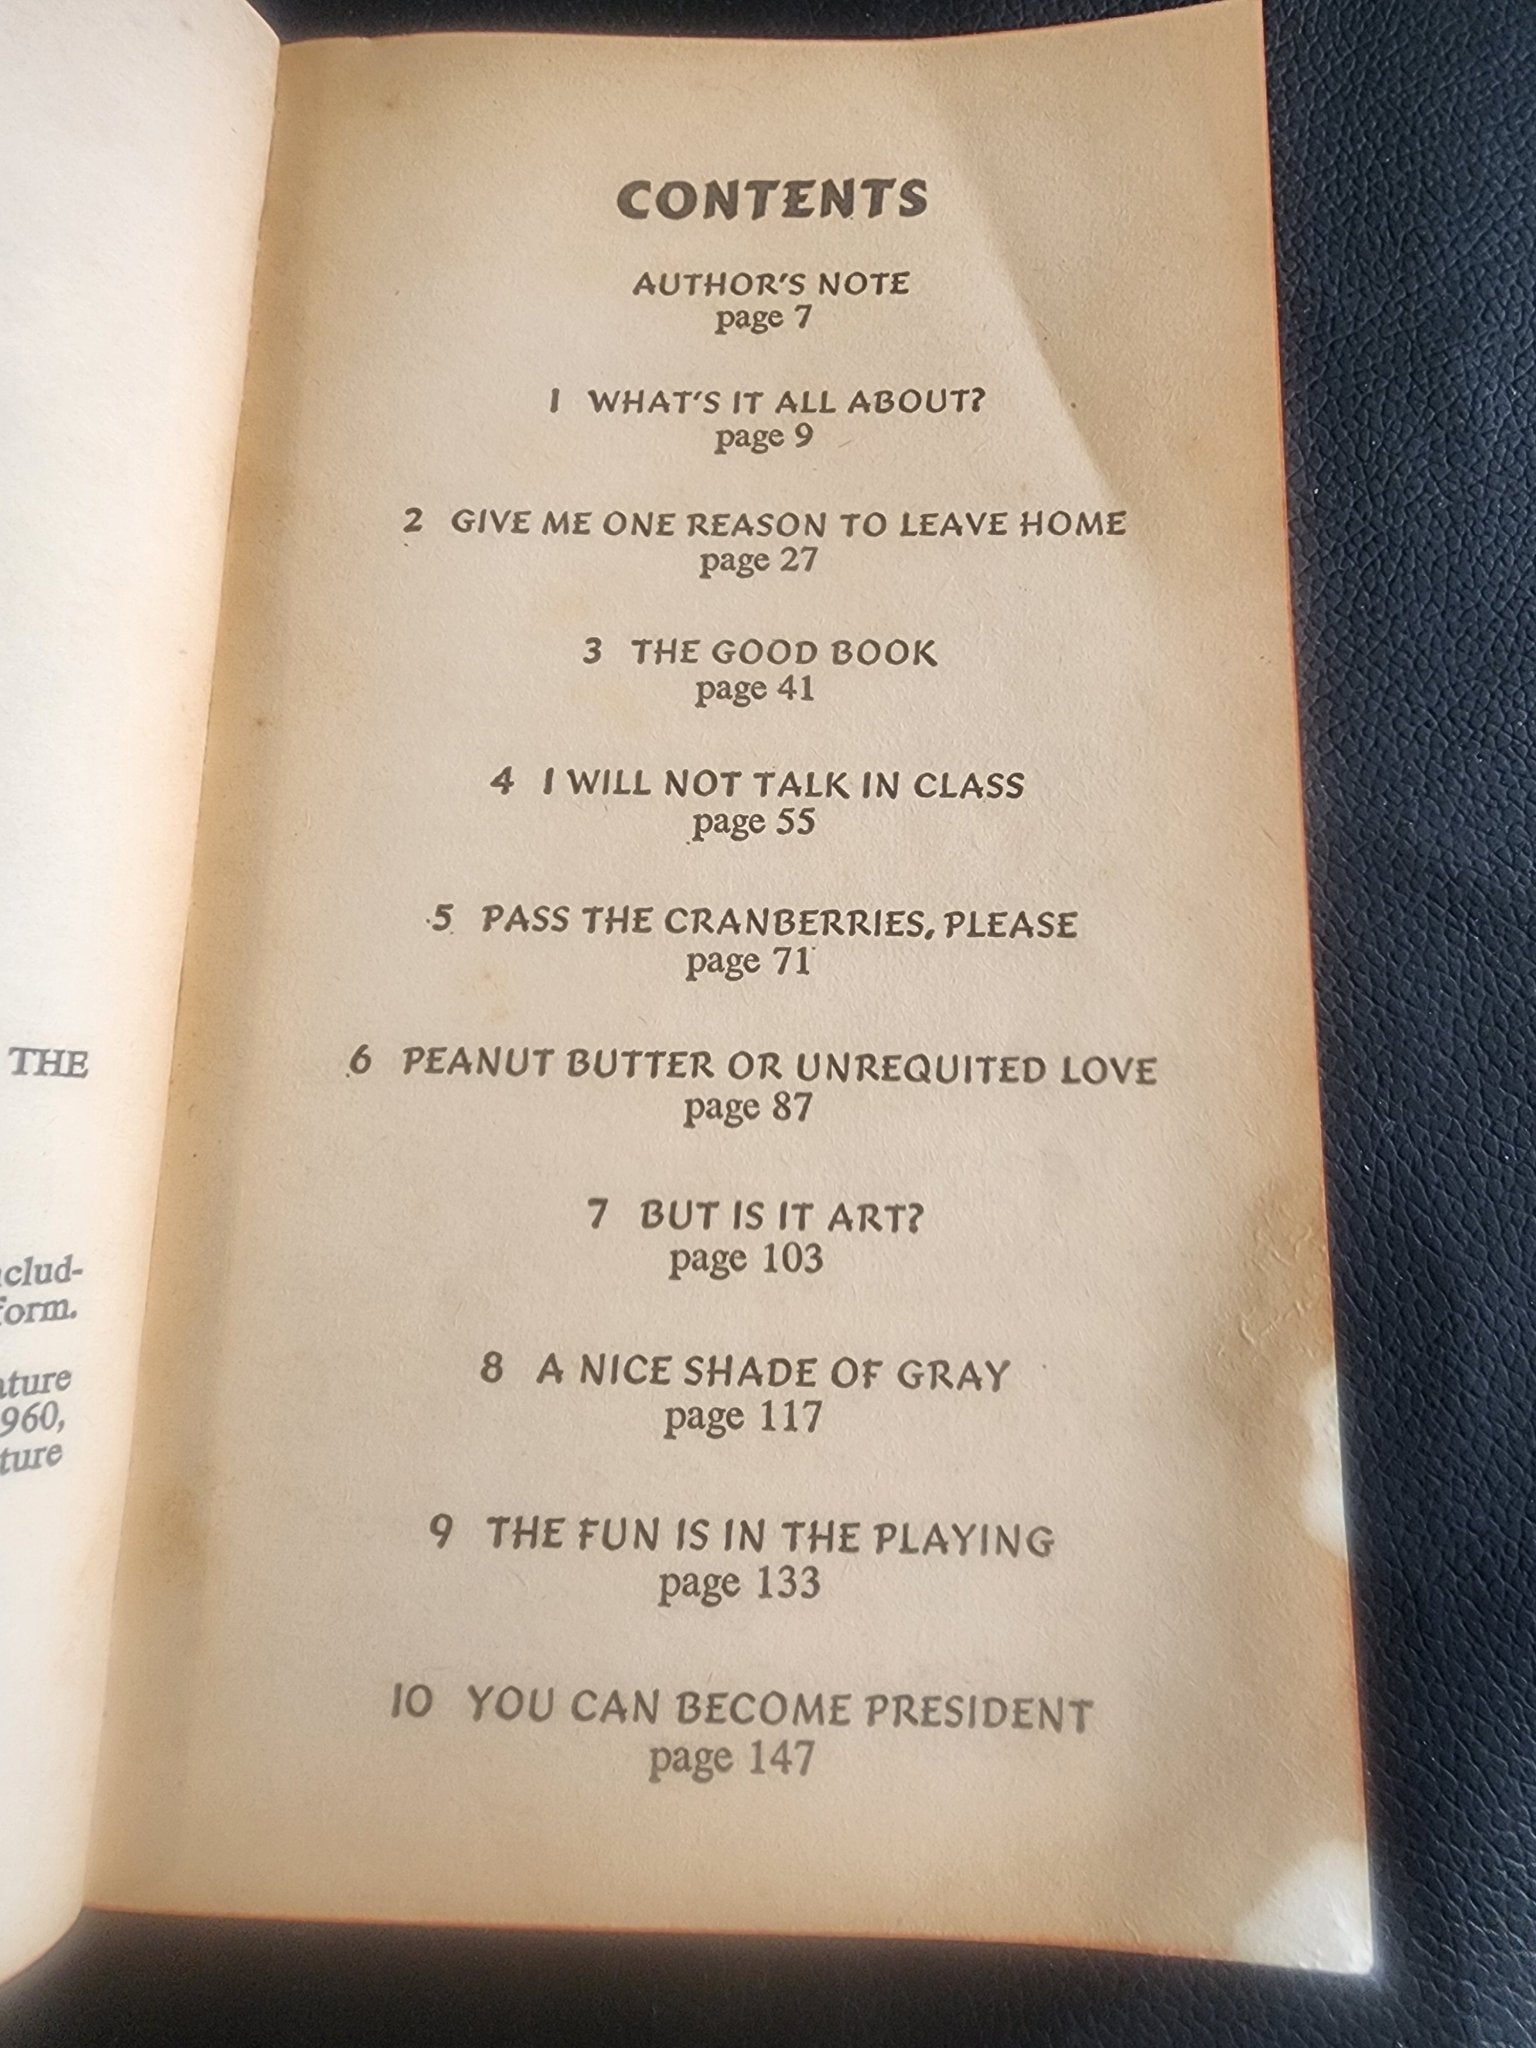 THE
form.
960,
CONTENTS
AUTHOR'S NOTE
page 7
1 WHAT'S IT ALL ABOUT?
page 9
2 GIVE ME ONE REASON TO LEAVE HOME
page 27
3 THE GOOD BOOK
page 41
4 I WILL NOT TALK IN CLASS
page 55
5 PASS THE CRANBERRIES, PLEASE
page 71
6 PEANUT BUTTER OR UNREQUITED LOVE
page 87
7 BUT IS IT ART?
page 103
8 A NICE SHADE OF GRAY
page 117
9 THE FUN IS IN THE PLAYING
page 133
10 YOU CAN BECOME PRESIDENT
page 147